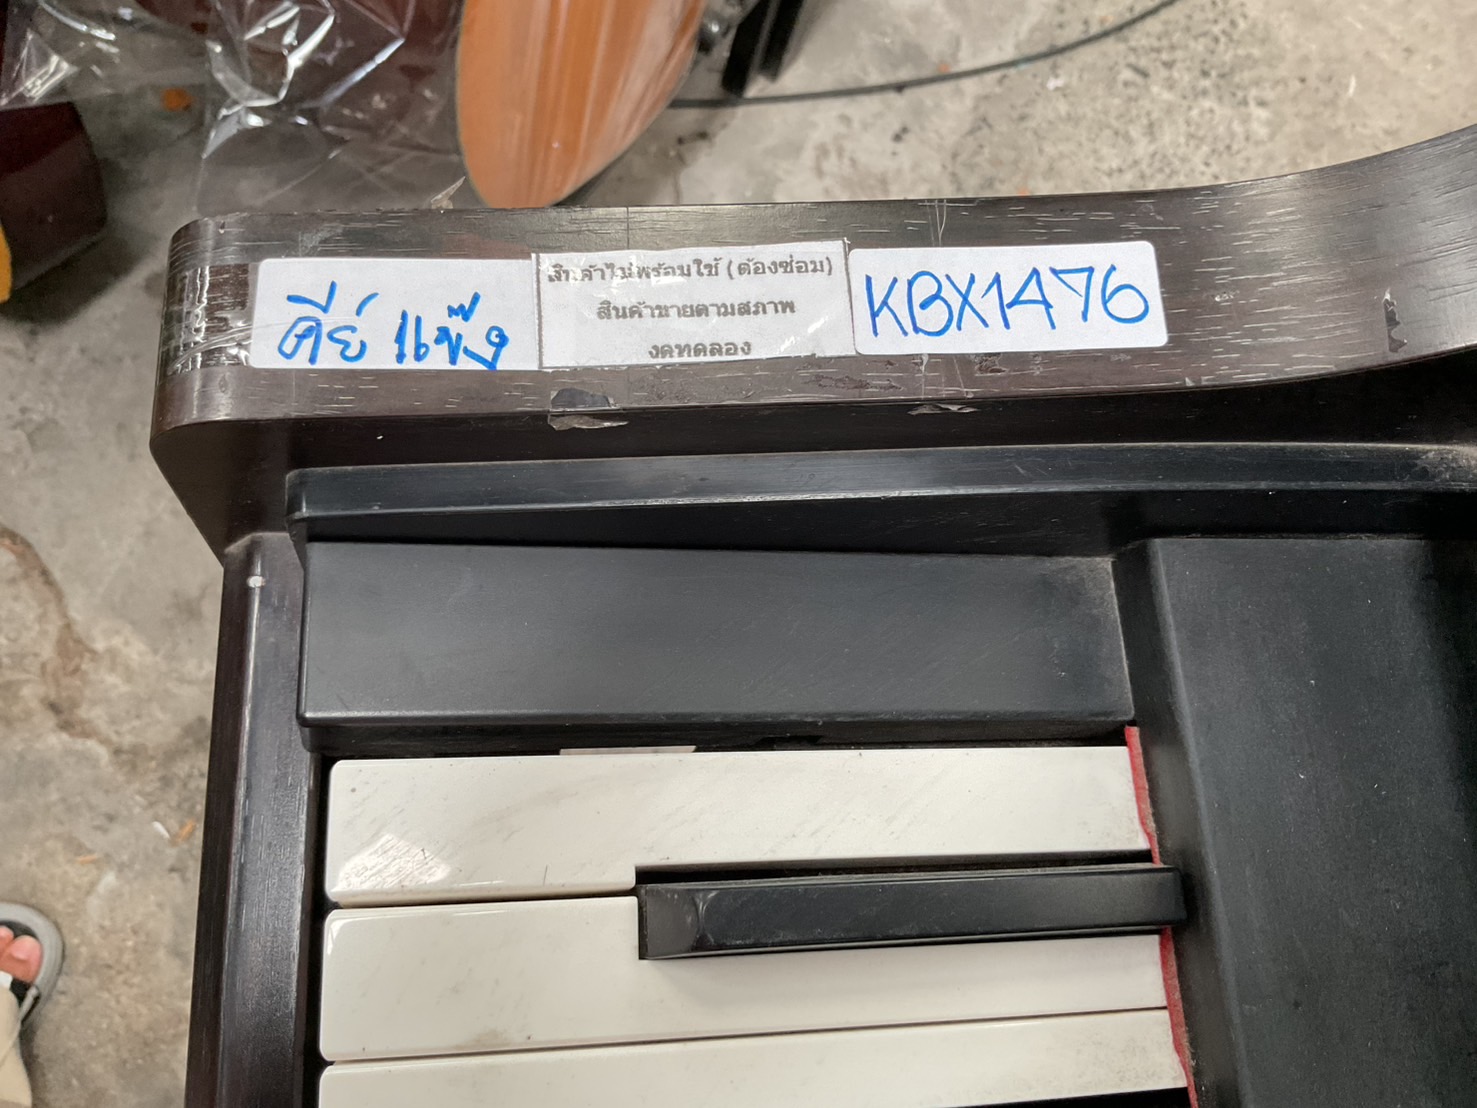 คีย์ แข็ง
สินค้าไม่พร้อมใช้ (ต้องซ่อม)
สินค้าขายตามสภาพ
งดทดลอง
KBX1476